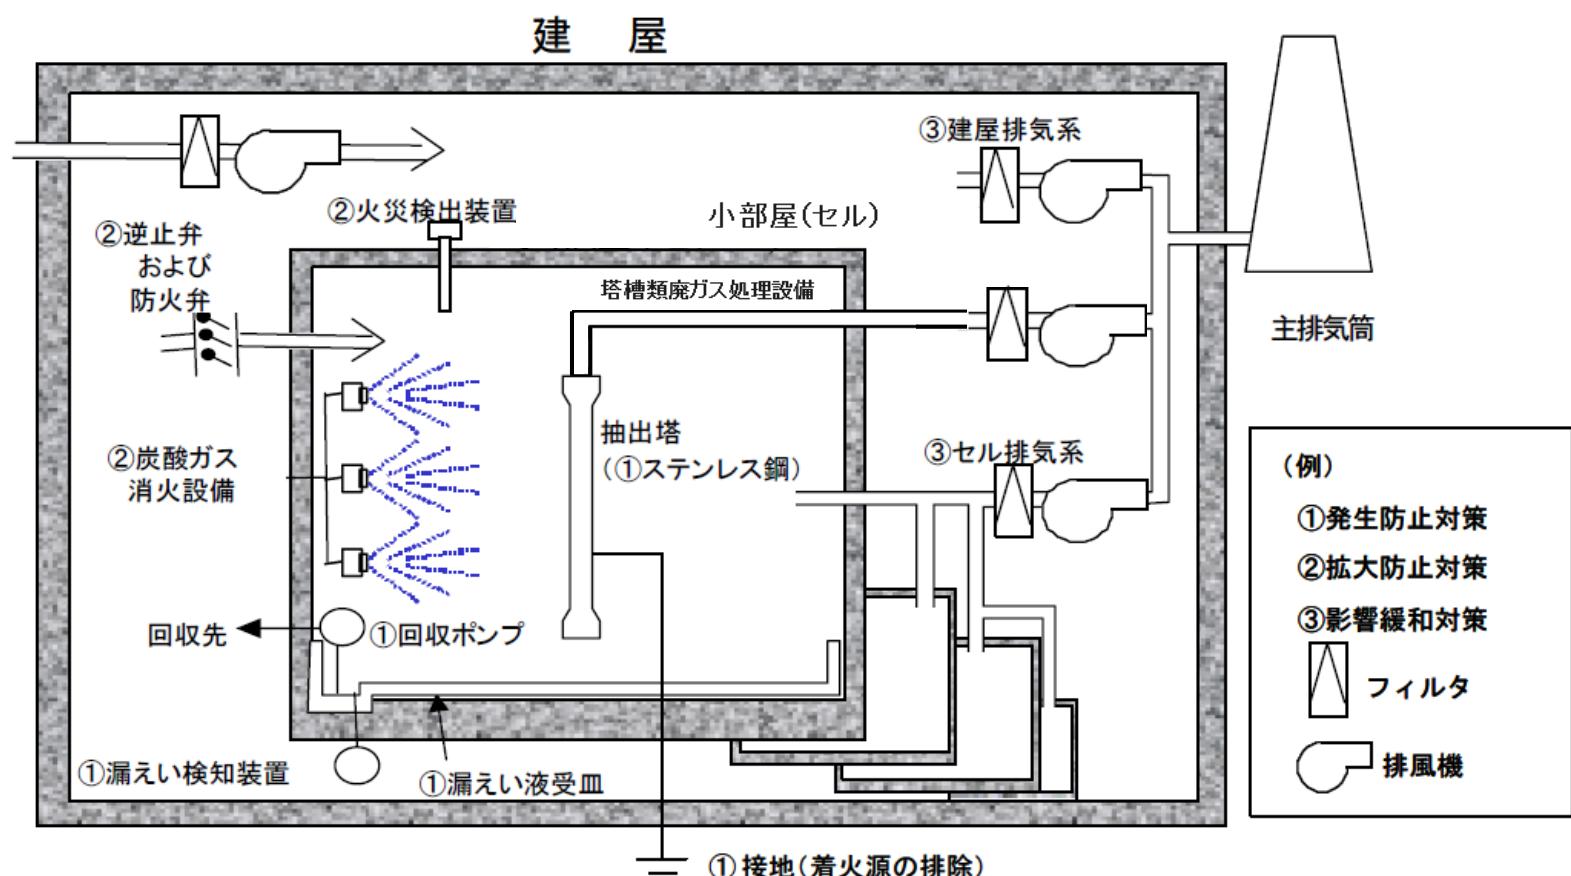 建 屋
③建屋排気系
②火災検出装置
小部屋(セル)
②逆止弁
および
防火弁
塔槽類廃ガス処理設備
主排気筒
抽出塔
(①ステンレス鋼)
③セル排気系
②炭酸ガス
消火設備
(例)
①発生防止対策
②拡大防止対策
③影響緩和対策
フィルタ
排風機
回収先
①回収ポンプ
①漏えい検知装置
①漏えい液受皿
①接地(着火源の排除)